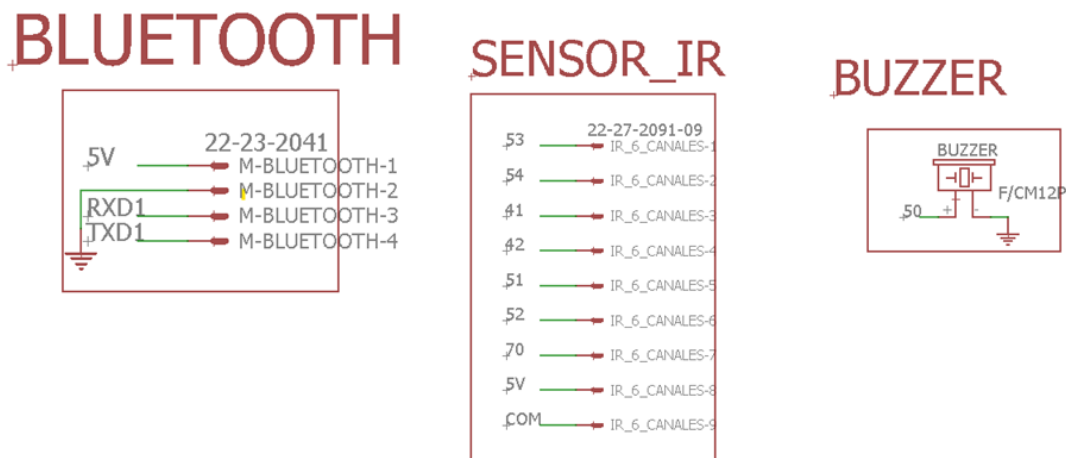 BLUETOOTH
22-23-2041
5V
M-BLUETOOTH-1
M-BLUETOOTH-2
RXD1
M-BLUETOOTH-3
TXD1
M-BLUETOOTH-4
SENSOR_IR
22-27-2091-09
53
IR_6_CANALES-1
54
IR_6_CANALES-2
41
IR_6_CANALES-3
42
IR_6_CANALES-4
51
IR_6_CANALES-5
52
IR_6_CANALES-6
70
IR_6_CANALES-7
5V
IR_6_CANALES-8
COM
IR_6_CANALES-9
BUZZER
BUZZER
F/CM12P
50
+
-